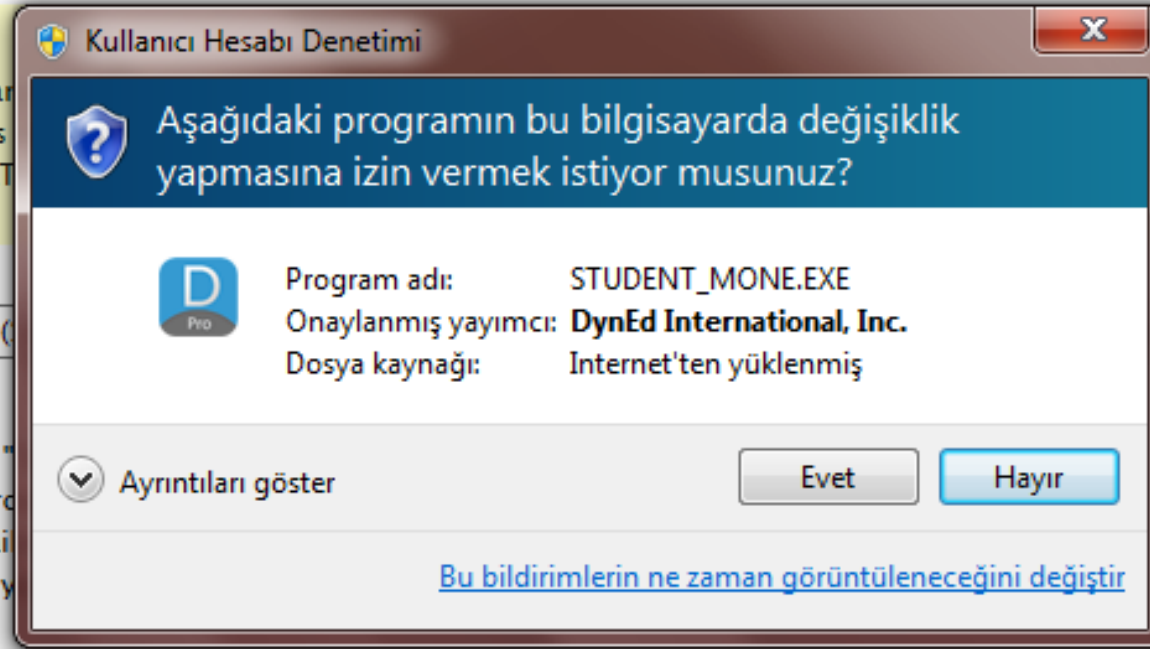 Kullanıcı Hesabı Denetimi
Aşağıdaki programın bu bilgisayarda değişiklik
yapmasına izin vermek istiyor musunuz?
D
Pro
Program adı: STUDENT_MONE.EXE
Onaylanmış yayımcı: DynEd International, Inc.
Dosya kaynağı: Internet'ten yüklenmiş
Ayrıntıları göster
Evet
Hayır
Bu bildirimlerin ne zaman görüntüleneceğini değiştir